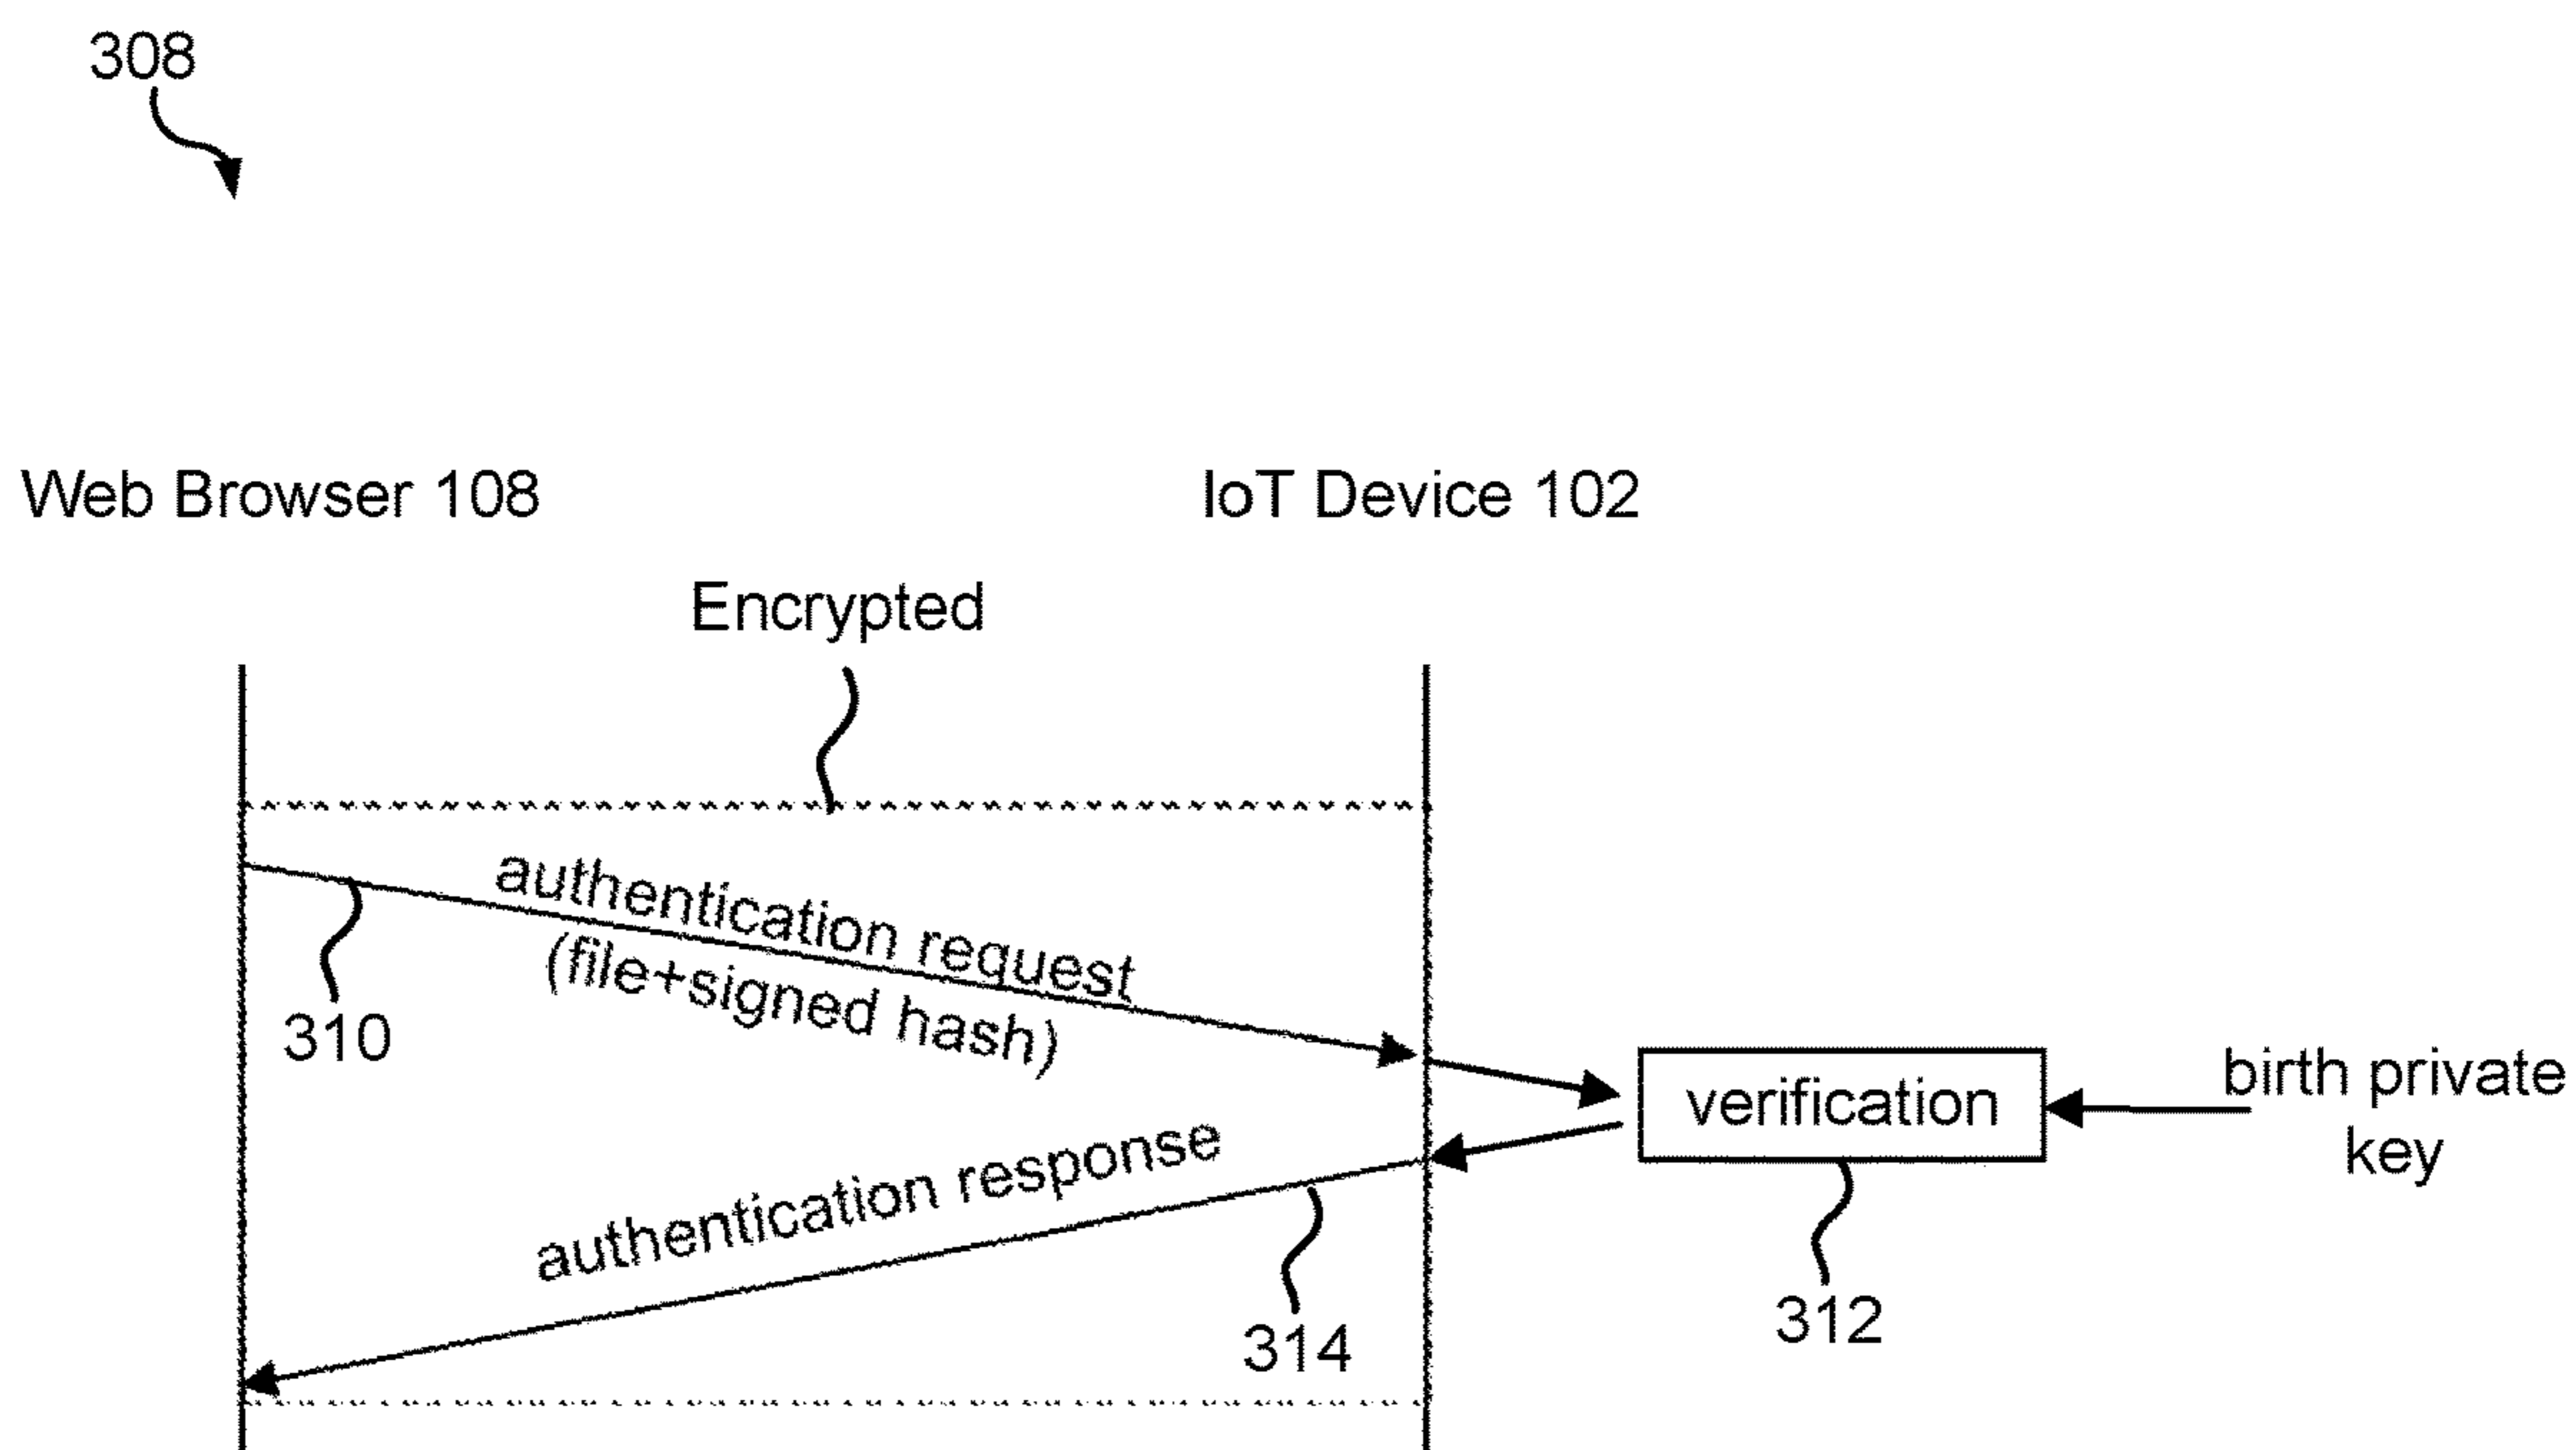 308
Web Browser 108
IoT Device 102
Encrypted
authentication request
(file+signed hash)
310
verification
birth private
key
authentication response
312
314